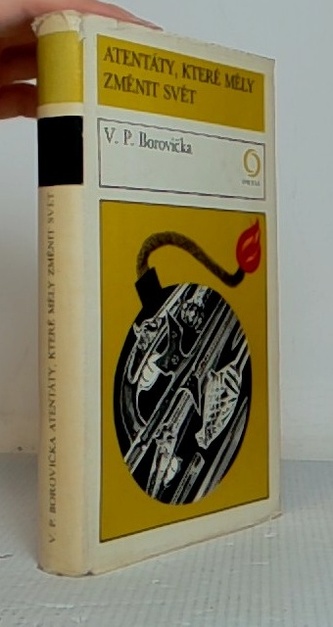 ATENTÁTY, KTERÉ MĚLY
ZMĚNIT SVĚT
V. P. Borovička
V. P. BOROVIČKA ATENTÁTY, KTERÉ MĚLY ZMĚNIT SVĚT